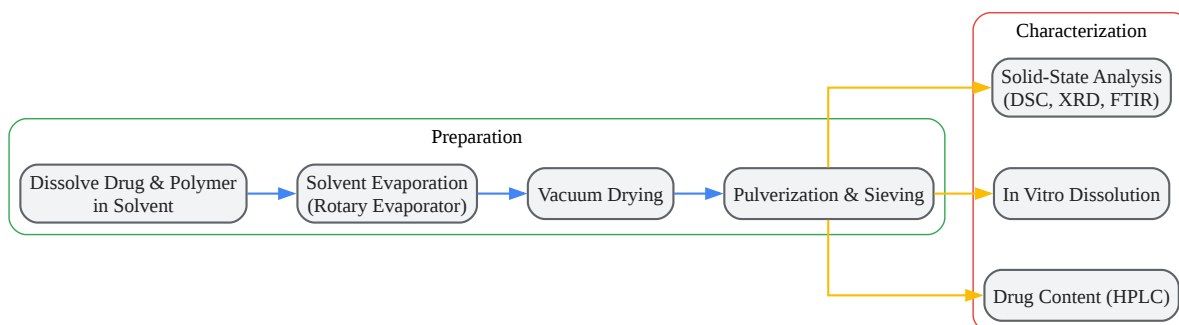 Preparation
Dissolve Drug & Polymer
in Solvent
Solvent Evaporation
(Rotary Evaporator)
Vacuum Drying
Pulverization & Sieving
Characterization
Solid-State Analysis
(DSC, XRD, FTIR)
In Vitro Dissolution
Drug Content (HPLC)